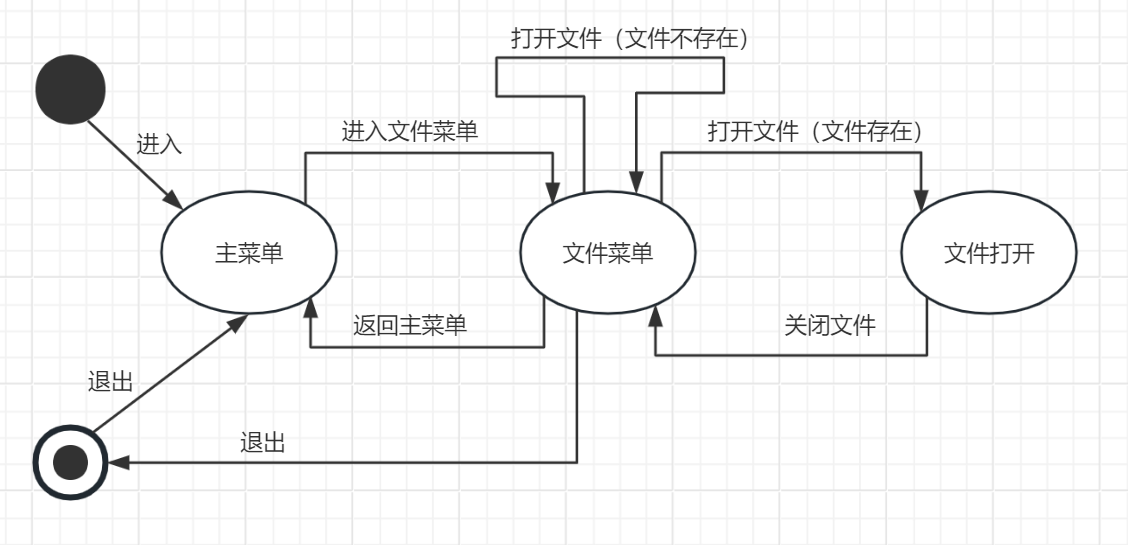 打开文件（文件不存在）
进入
进入文件菜单
打开文件（文件存在）
主菜单
文件菜单
文件打开
返回主菜单
关闭文件
退出
退出